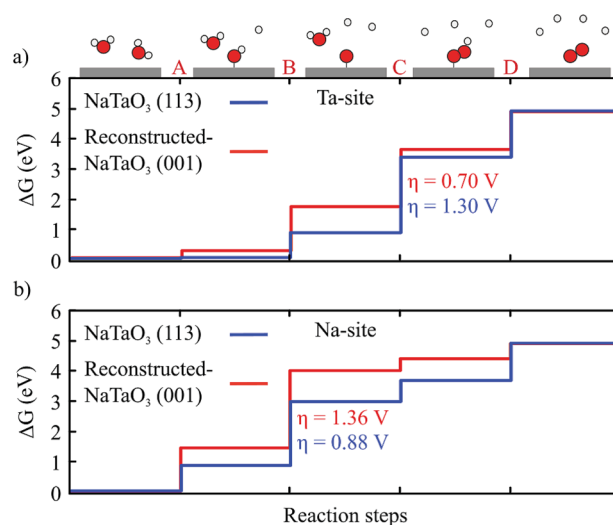 A B C D
a)
6
5
4
3
2
1
0
ΔG (eV)
NaTaO3 (113)
Reconstructed-
NaTaO3 (001)
Ta-site
η = 0.70 V
η = 1.30 V
b)
6
5
4
3
2
1
0
ΔG (eV)
NaTaO3 (113)
Reconstructed-
NaTaO3 (001)
Na-site
η = 1.36 V
η = 0.88 V
Reaction steps